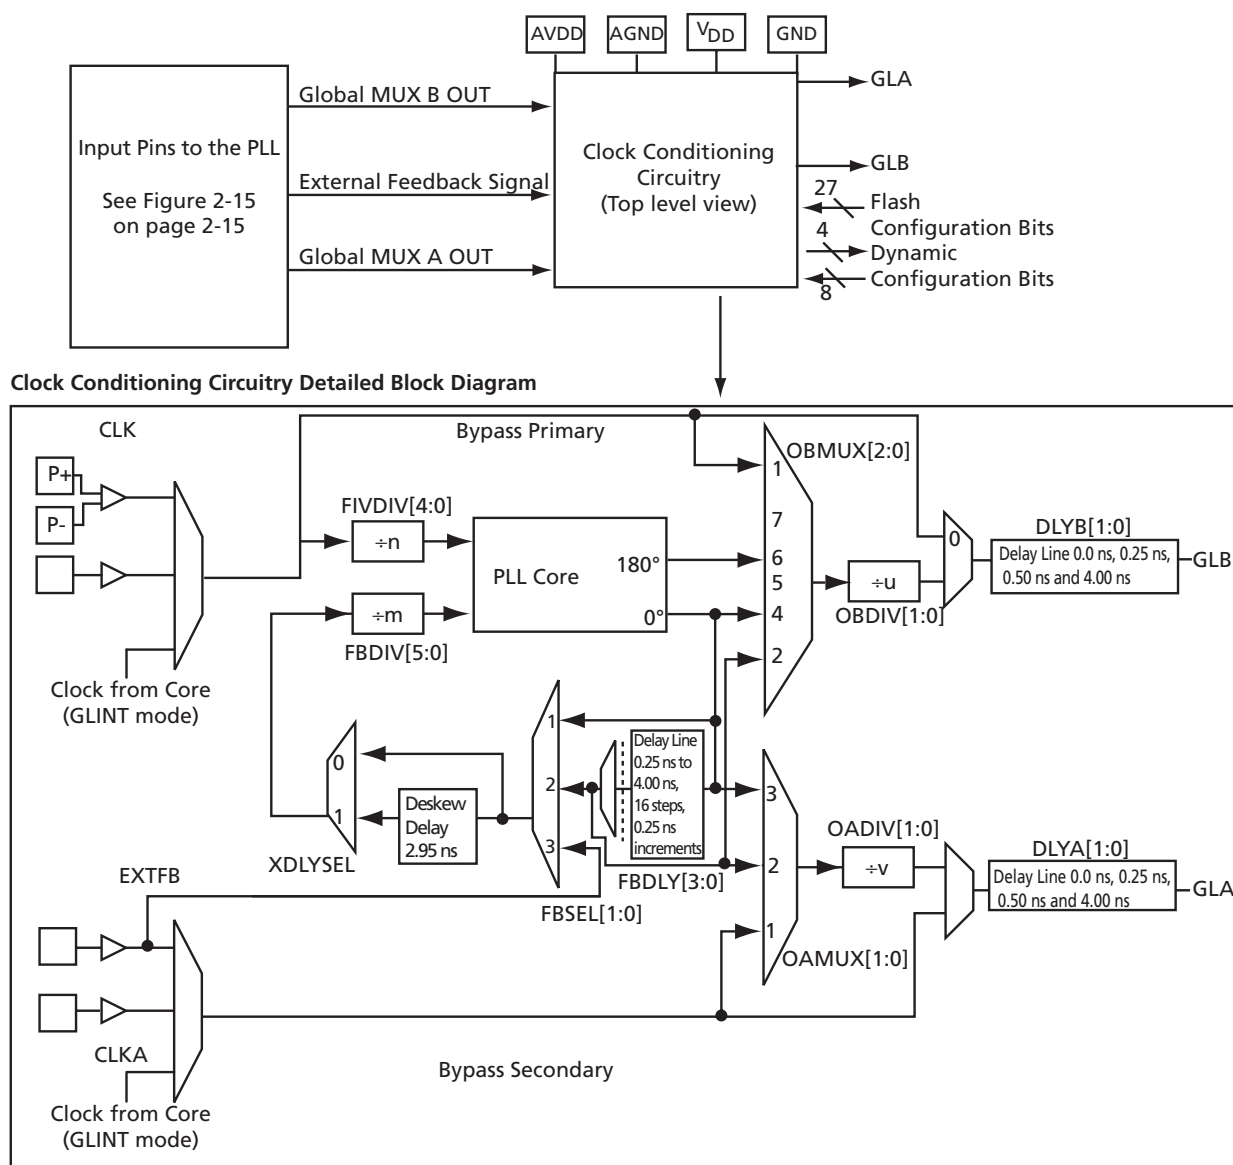 AVDD
AGND
VDD
GND
Input Pins to the PLL
See Figure 2-15
on page 2-15
Global MUX B OUT
External Feedback Signal
Global MUX A OUT
Clock Conditioning
Circuitry
(Top level view)
GLA
GLB
27
Flash
Configuration Bits
4
Dynamic
Configuration Bits
8
Clock Conditioning Circuitry Detailed Block Diagram
CLK
Bypass Primary
P+
P-
Clock from Core
(GLINT mode)
FIVDIV[4:0]
÷n
÷m
FBDIV[5:0]
PLL Core
180°
0°
OBMUX[2:0]
1
7
6
5
4
2
÷u
OBDIV[1:0]
0
DLYB[1:0]
Delay Line 0.0 ns, 0.25 ns,
0.50 ns and 4.00 ns
GLB
0
1
XDLYSEL
Deskew
Delay
2.95 ns
1
2
3
FBSEL[1:0]
Delay Line
0.25 ns to
4.00 ns,
16 steps,
0.25 ns
increments
FBDLY[3:0]
3
2
1
OAMUX[1:0]
OADIV[1:0]
÷v
DLYA[1:0]
Delay Line 0.0 ns, 0.25 ns,
0.50 ns and 4.00 ns
GLA
EXTFB
CLKA
Clock from Core
(GLINT mode)
Bypass Secondary